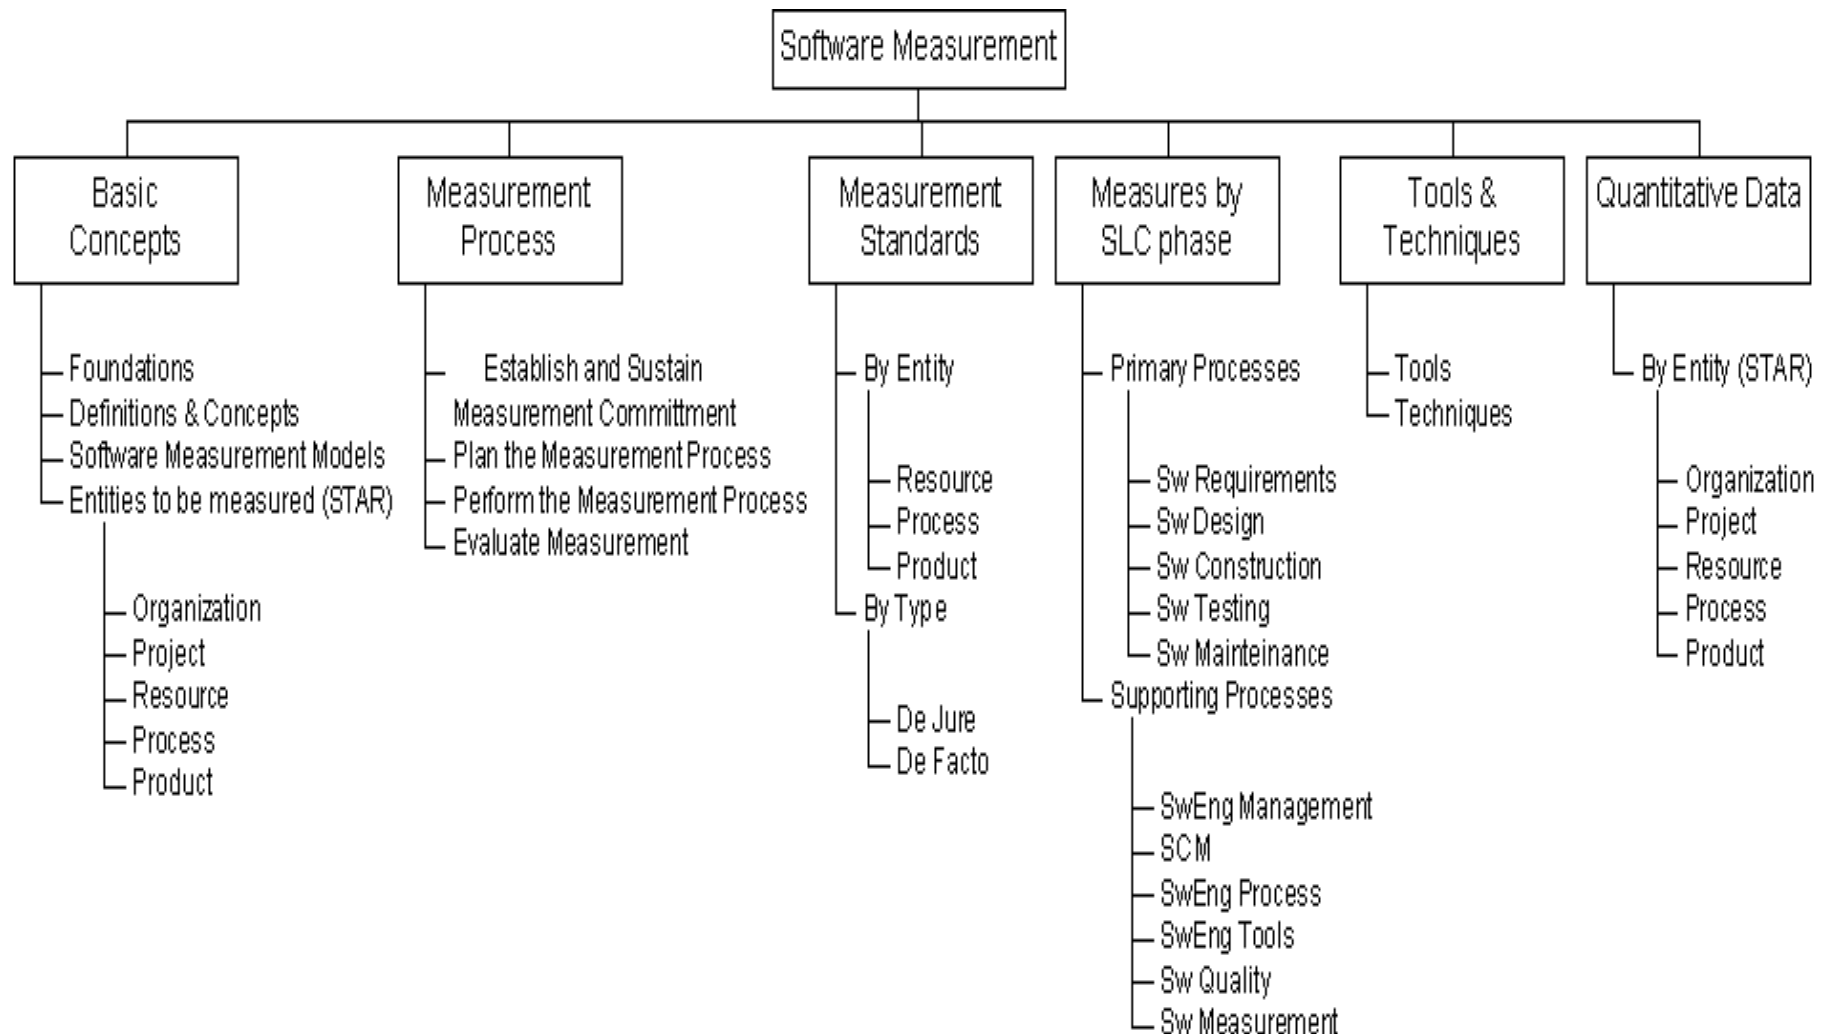 Software Measurement
Basic
Concepts
Foundations
Definitions & Concepts
Software Measurement Models
Entities to be measured (STAR)
Organization
Project
Resource
Process
Product
Measurement
Process
Establish and Sustain
Measurement Committment
Plan the Measurement Process
Perform the Measurement Process
Evaluate Measurement
Measurement
Standards
By Entity
Resource
Process
Product
By Type
De Jure
De Facto
Measures by
SLC phase
Primary Processes
Sw Requirements
Sw Design
Sw Construction
Sw Testing
Sw Mainteinance
Supporting Processes
SwEng Management
SCM
SwEng Process
SwEng Tools
Sw Quality
Sw Measurement
Tools &
Techniques
Tools
Techniques
Quantitative Data
By Entity (STAR)
Organization
Project
Resource
Process
Product